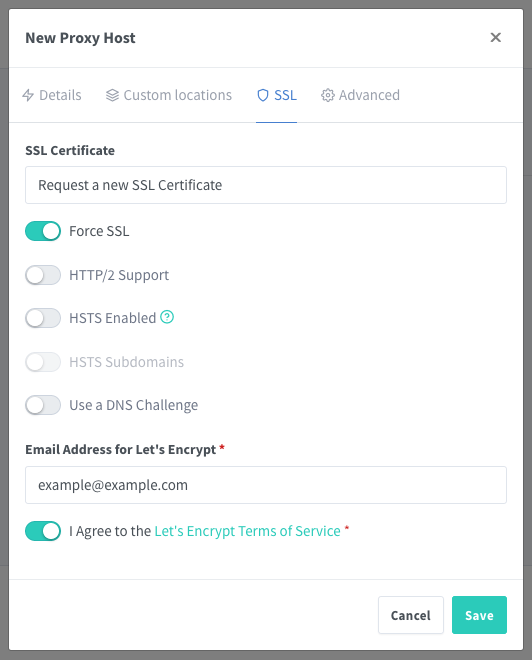 New Proxy Host
Details Custom locations SSL Advanced
SSL Certificate
Request a new SSL Certificate
Force SSL
HTTP/2 Support
HSTS Enabled
HSTS Subdomains
Use a DNS Challenge
Email Address for Let's Encrypt *
example@example.com
I Agree to the Let's Encrypt Terms of Service *
Cancel Save